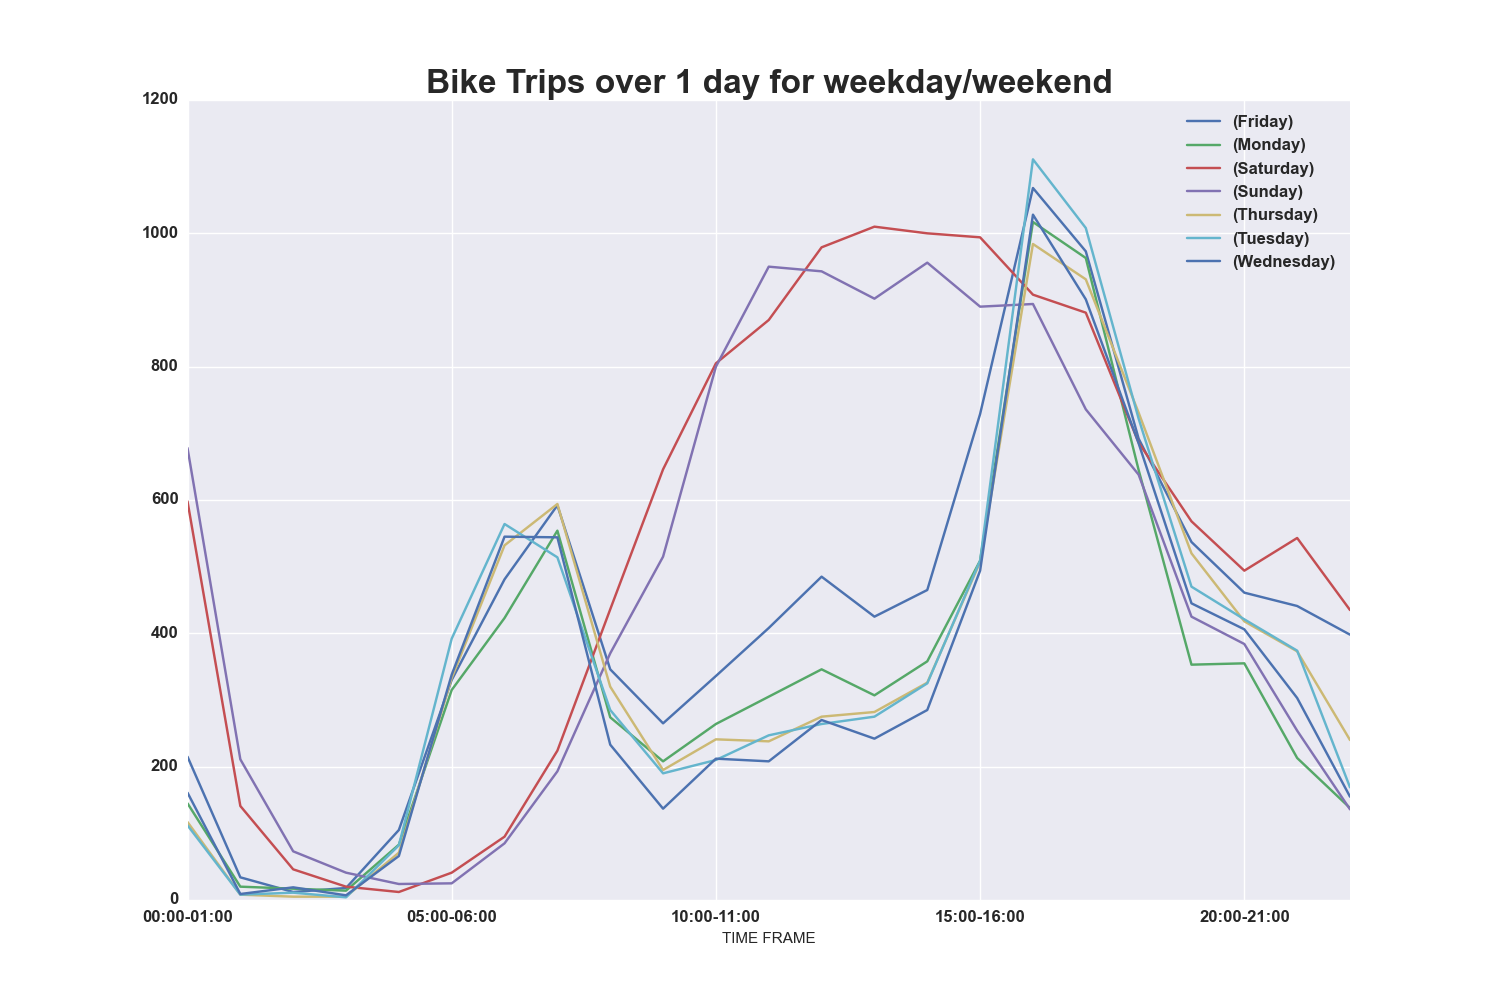 Bike Trips over 1 day for weekday/weekend
1200
1000
800
600
400
200
0
(Friday)
(Monday)
(Saturday)
(Sunday)
(Thursday)
(Tuesday)
(Wednesday)
00:00-01:00 05:00-06:00 10:00-11:00 15:00-16:00 20:00-21:00
TIME FRAME